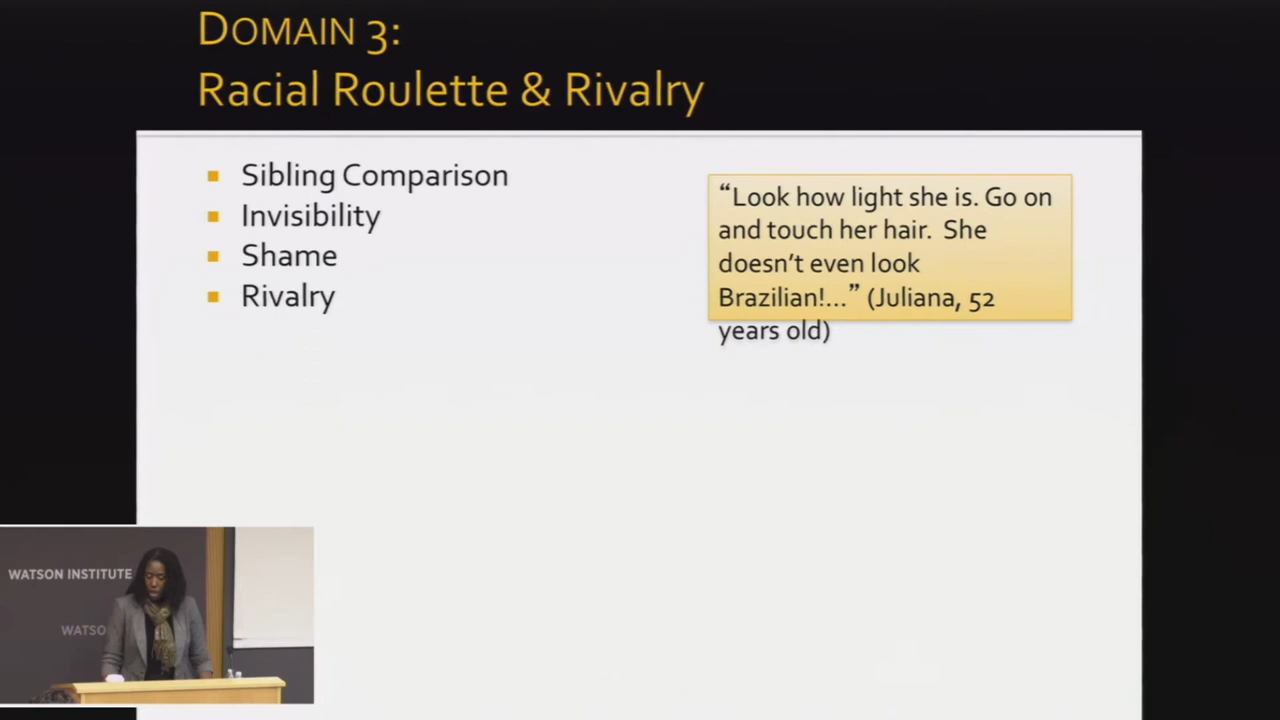 DOMAIN 3:
Racial Roulette & Rivalry
Sibling Comparison
Invisibility
Shame
Rivalry
“Look how light she is. Go on
and touch her hair.  She
doesn’t even look
Brazilian!...” (Juliana, 52
years old)
WATSON INSTITUTE
WATSO